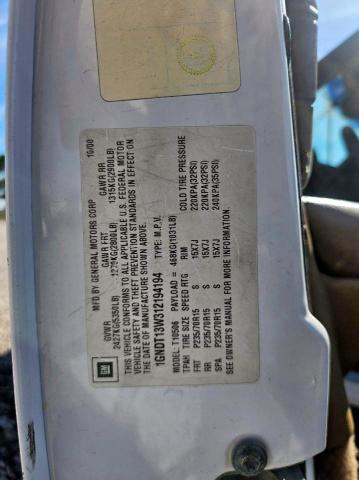 GM
MFD BY GENERAL MOTORS CORP 10/00
GVWR GAWR FRT GAWR RR
2427KG(5350LB) 1270KG(2800LB) 1315KG(2900LB)
THIS VEHICLE CONFORMS TO ALL APPLICABLE U.S. FEDERAL MOTOR
VEHICLE SAFETY AND THEFT PREVENTION STANDARDS IN EFFECT ON
THE DATE OF MANUFACTURE SHOWN ABOVE.
1GNDT13W312194194 TYPE: M.P.V.
MODEL: T10506 PAYLOAD = 468KG(1031LB)
TPAH TIRE SIZE SPEED RTG RIM COLD TIRE PRESSURE
FRT P235/70R15 S 15X7J 220KPA(32PSI)
RR P235/70R15 S 15X7J 220KPA(32PSI)
SPA P235/70R15 S 15X7J 240KPA(35PSI)
SEE OWNER'S MANUAL FOR MORE INFORMATION.